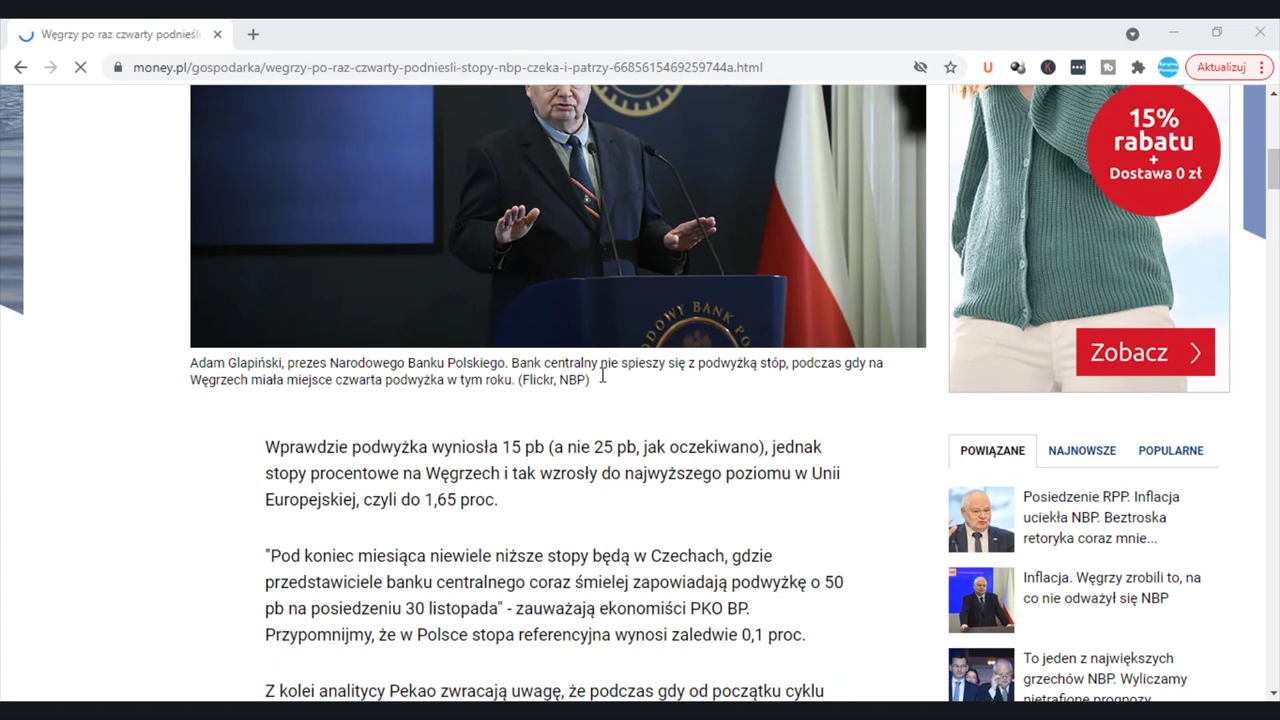 Węgrzy po raz czwarty podnieśli
money.pl/gospodarka/wegrzy-po-raz-czwarty-podniesli-stopy-nbp-czeka-i-patrzy-6685615469259744a.html
Aktualizuj
15%
rabatu
+
Dostawa 0 zł
Zobacz
DOWY BANK PO
Adam Glapiński, prezes Narodowego Banku Polskiego. Bank centralny nie spieszy się z podwyżką stóp, podczas gdy na
Węgrzech miała miejsce czwarta podwyżka w tym roku. (Flickr, NBP)
Wprawdzie podwyżka wyniosła 15 pb (a nie 25 pb, jak oczekiwano), jednak
stopy procentowe na Węgrzech i tak wzrosły do najwyższego poziomu w Unii
Europejskiej, czyli do 1,65 proc.
"Pod koniec miesiąca niewiele niższe stopy będą w Czechach, gdzie
przedstawiciele banku centralnego coraz śmielej zapowiadają podwyżkę o 50
pb na posiedzeniu 30 listopada" - zauważają ekonomiści PKO BP.
Przypomnijmy, że w Polsce stopa referencyjna wynosi zaledwie 0,1 proc.
Z kolei analitycy Pekao zwracają uwagę, że podczas gdy od początku cyklu
POWIĄZANE
NAJNOWSZE
POPULARNE
Posiedzenie RPP. Inflacja
uciekła NBP. Beztroska
retoryka coraz mnie...
Inflacja. Węgrzy zrobili to, na
co nie odważył się NBP
To jeden z największych
grzechów NBP. Wyliczamy
nietrafione prognozy